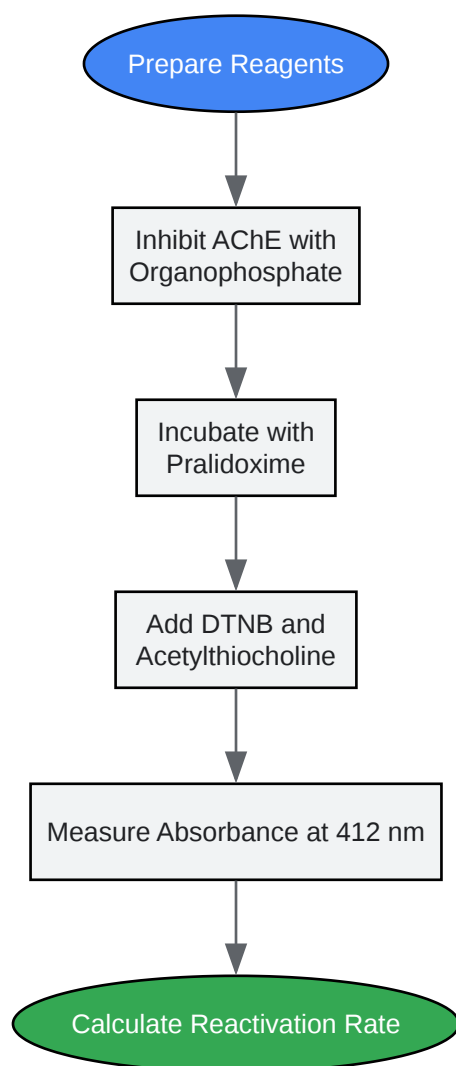 Prepare Reagents
Inhibit AChE with
Organophosphate
Incubate with
Pralidoxime
Add DTNB and
Acetylthiocholine
Measure Absorbance at 412 nm
Calculate Reactivation Rate